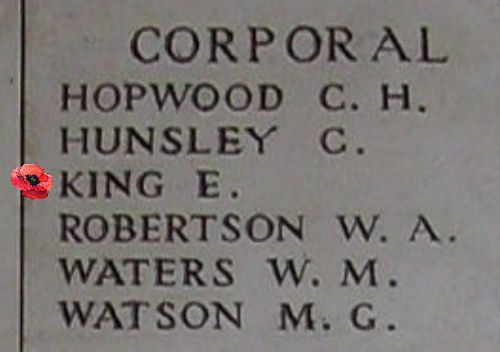 CORPORAL
HOPWOOD C. H.
HUNSLEY C.
KING E.
ROBERTSON W. A.
WATERS W. M.
WATSON M. G.